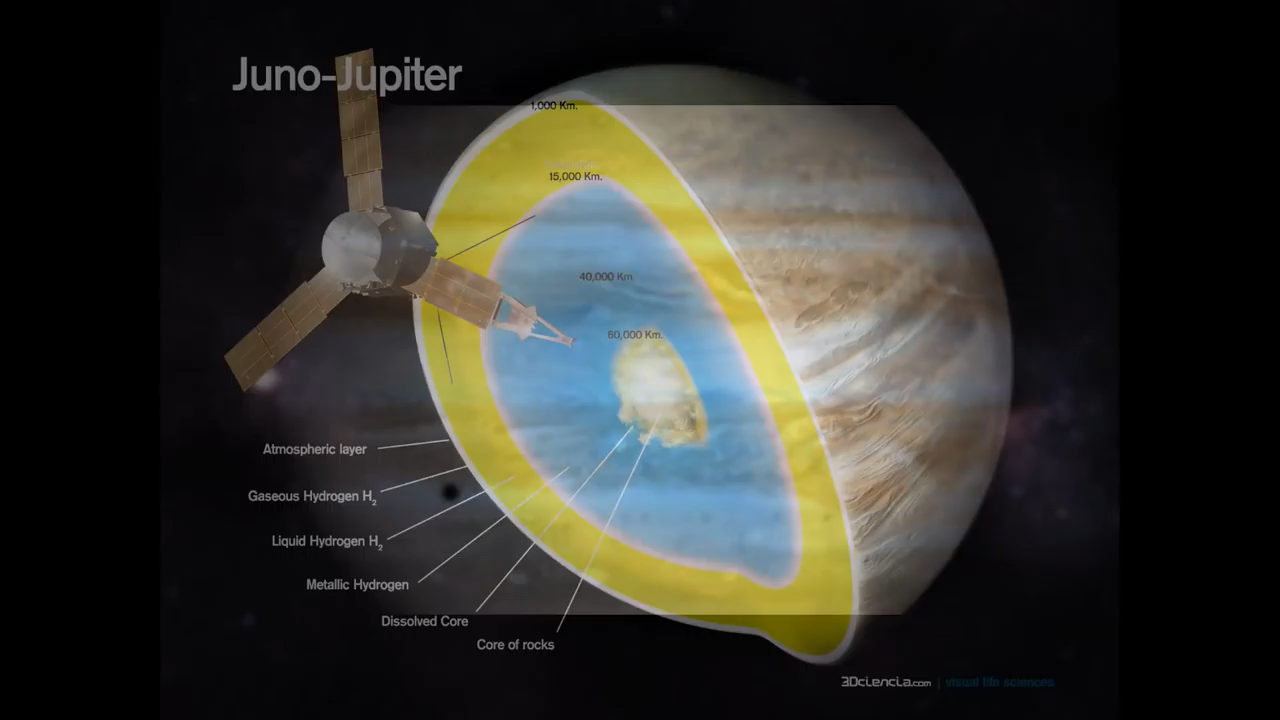 Juno-Jupiter
1,000 Km.
15,000 Km.
40,000 Km
60,000 Km.
Atmospheric layer
Gaseous Hydrogen H₂
Liquid Hydrogen H₂
Metallic Hydrogen
Dissolved Core
Core of rocks
3Dciencia.com | visual life sciences